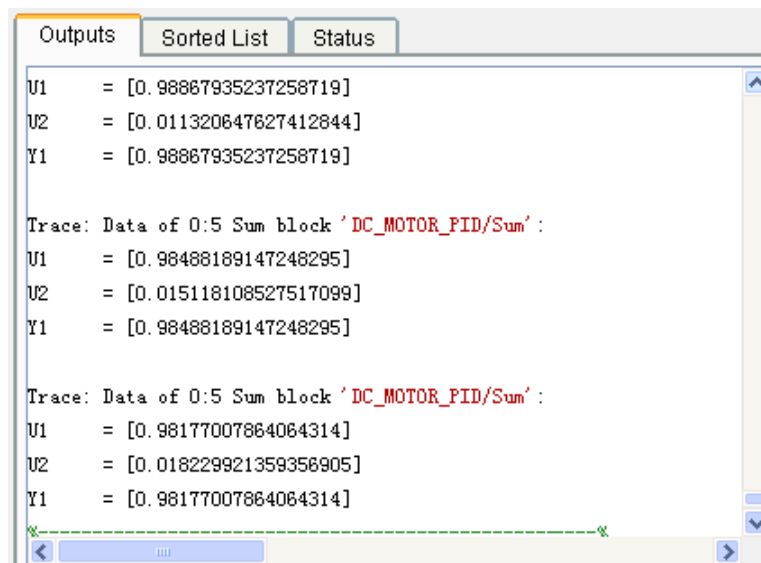 Outputs Sorted List Status
U1 = [0.98867935237258719]
U2 = [0.011320647627412844]
Y1 = [0.98867935237258719]
Trace: Data of 0:5 Sum block 'DC_MOTOR_PID/Sum':
U1 = [0.98488189147248295]
U2 = [0.015118108527517099]
Y1 = [0.98488189147248295]
Trace: Data of 0:5 Sum block 'DC_MOTOR_PID/Sum':
U1 = [0.98177007864064314]
U2 = [0.018229921359356905]
Y1 = [0.98177007864064314]
%----------------------------------------------------%